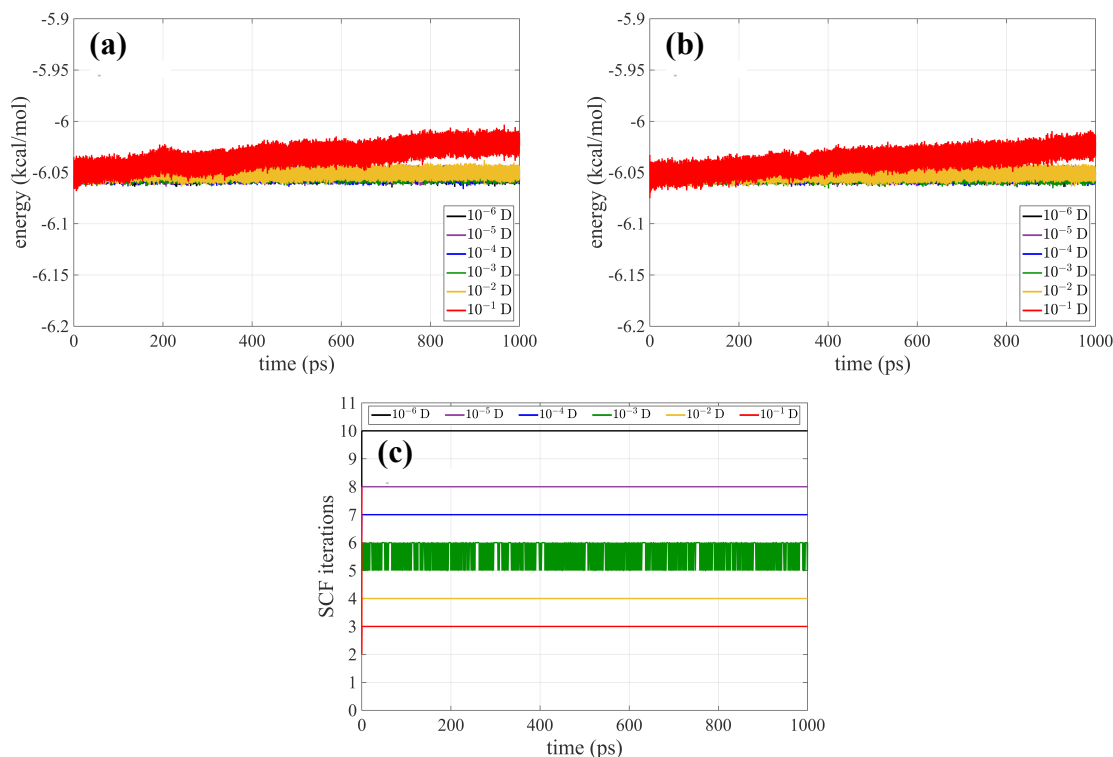 (a)
-5.9
-5.95
-6
-6.05
-6.1
-6.15
-6.2
energy (kcal/mol)
0 200 400 600 800 1000
time (ps)
10⁻⁶ D
10⁻⁵ D
10⁻⁴ D
10⁻³ D
10⁻² D
10⁻¹ D
(b)
-5.9
-5.95
-6
-6.05
-6.1
-6.15
-6.2
energy (kcal/mol)
0 200 400 600 800 1000
time (ps)
10⁻⁶ D
10⁻⁵ D
10⁻⁴ D
10⁻³ D
10⁻² D
10⁻¹ D
10⁻⁶ D 10⁻⁵ D 10⁻⁴ D 10⁻³ D 10⁻² D 10⁻¹ D
(c)
11
10
9
8
7
6
5
4
3
2
1
0
SCF iterations
0 200 400 600 800 1000
time (ps)